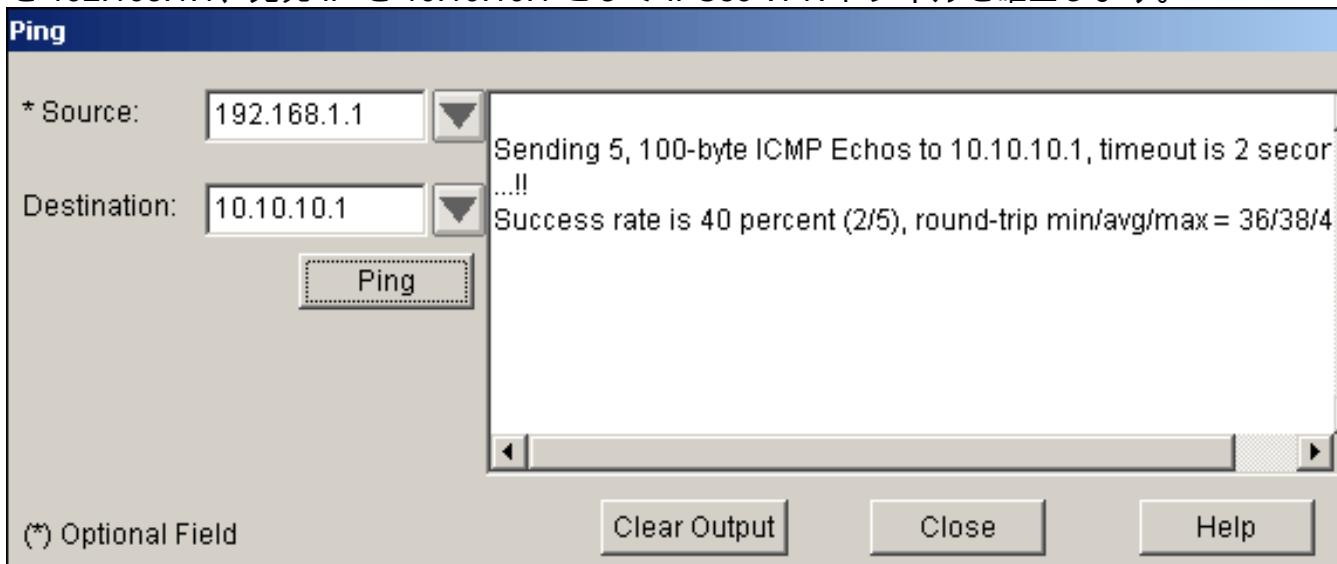 Ping
* Source:
192.168.1.1
Destination:
10.10.10.1
Ping
Sending 5, 100-byte ICMP Echos to 10.10.10.1, timeout is 2
...!!
Success rate is 40 percent (2/5), round-trip min/avg/max = 36/38/4
(*) Optional Field
Clear Output
Close
Help